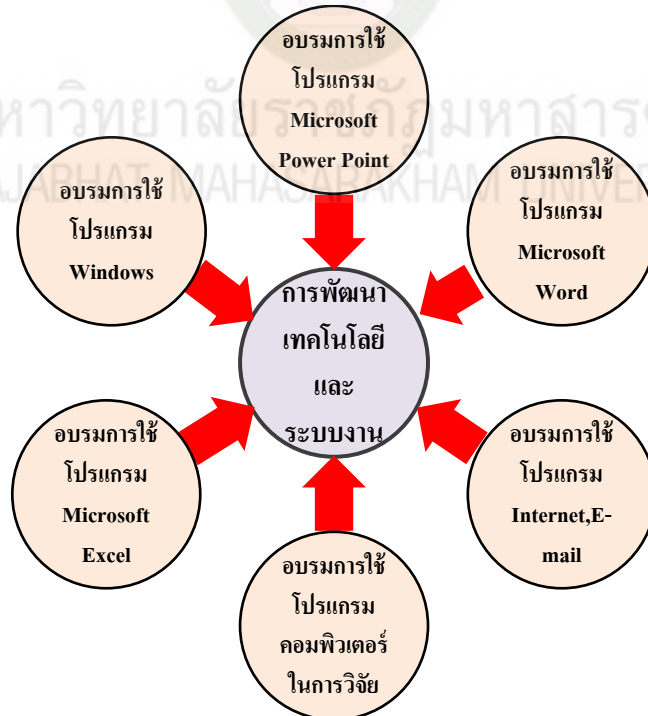 อบรมการใช้
โปรแกรม
Microsoft
Power Point
อบรมการใช้
โปรแกรม
Windows
อบรมการใช้
โปรแกรม
Microsoft
Word
การพัฒนา
เทคโนโลยี
และ
ระบบงาน
อบรมการใช้
โปรแกรม
Microsoft
Excel
อบรมการใช้
โปรแกรม
Internet,E-
mail
อบรมการใช้
โปรแกรม
คอมพิวเตอร์
ในการวิจัย